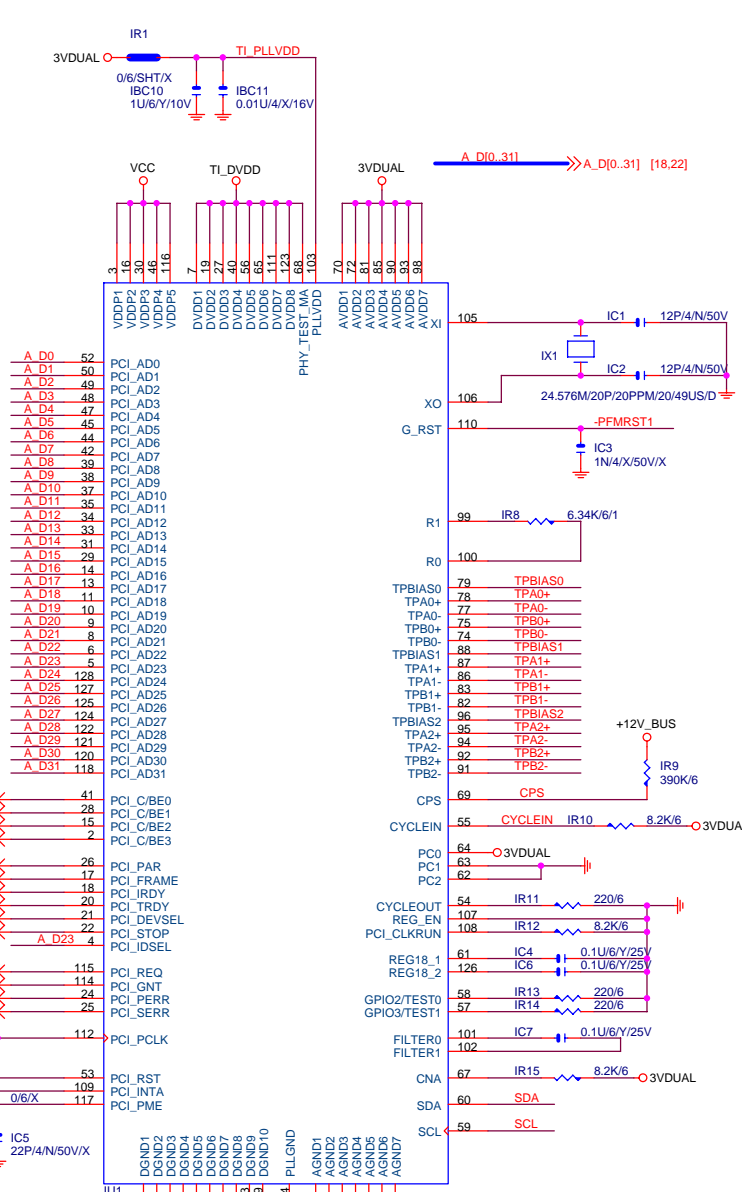 IR1
3VDUAL
TI_PLLVDD
0/6/SHT/X
IBC10
1U/6/Y/10V
IBC11
0.01U/4/X/16V
VCC
TI_DVDD
3VDUAL
A_D[0..31]
A_D[0..31] [18,22]
3 16 30 46 116
7 19 27 40 56 65 111 123 68 103
70 72 81 85 90 93 98
VDDP1 VDDP2 VDDP3 VDDP4 VDDP5
DVDD1 DVDD2 DVDD3 DVDD4 DVDD5 DVDD6 DVDD7 DVDD8 PHY_TEST_MA PLLVDD
AVDD1 AVDD2 AVDD3 AVDD4 AVDD5 AVDD6 AVDD7
A_D0 52 PCI_AD0
A_D1 50 PCI_AD1
A_D2 49 PCI_AD2
A_D3 48 PCI_AD3
A_D4 47 PCI_AD4
A_D5 45 PCI_AD5
A_D6 44 PCI_AD6
A_D7 42 PCI_AD7
A_D8 39 PCI_AD8
A_D9 38 PCI_AD9
A_D10 37 PCI_AD10
A_D11 35 PCI_AD11
A_D12 34 PCI_AD12
A_D13 33 PCI_AD13
A_D14 31 PCI_AD14
A_D15 29 PCI_AD15
A_D16 14 PCI_AD16
A_D17 13 PCI_AD17
A_D18 11 PCI_AD18
A_D19 10 PCI_AD19
A_D20 9 PCI_AD20
A_D21 8 PCI_AD21
A_D22 6 PCI_AD22
A_D23 5 PCI_AD23
A_D24 128 PCI_AD24
A_D25 127 PCI_AD25
A_D26 125 PCI_AD26
A_D27 124 PCI_AD27
A_D28 122 PCI_AD28
A_D29 121 PCI_AD29
A_D30 120 PCI_AD30
A_D31 118 PCI_AD31
41 PCI_C/BE0
28 PCI_C/BE1
15 PCI_C/BE2
2 PCI_C/BE3
26 PCI_PAR
17 PCI_FRAME
18 PCI_IRDY
20 PCI_TRDY
21 PCI_DEVSEL
22 PCI_STOP
A_D23 4 PCI_IDSEL
115 PCI_REQ
114 PCI_GNT
24 PCI_PERR
25 PCI_SERR
112 PCI_PCLK
53 PCI_RST
109 PCI_INTA
0/6/X 117 PCI_PME
IC5
22P/4/N/50V/X
XI 105 IC1 12P/4/N/50V
IX1
IC2 12P/4/N/50V
24.576M/20P/20PPM/20/49US/D
XO 106
G_RST 110 -PFMRST1
IC3
1N/4/X/50V/X
R1 99 IR8 6.34K/6/1
R0 100
TPBIAS0 79 TPBIAS0
TPA0+ 78 TPA0+
TPA0- 77 TPA0-
TPB0+ 75 TPB0+
TPB0- 74 TPB0-
TPBIAS1 88 TPBIAS1
TPA1+ 87 TPA1+
TPA1- 86 TPA1-
TPB1+ 83 TPB1+
TPB1- 82 TPB1-
TPBIAS2 96 TPBIAS2
TPA2+ 95 TPA2+
TPA2- 94 TPA2-
TPB2+ 92 TPB2+
TPB2- 91 TPB2-
+12V_BUS
IR9
390K/6
CPS 69 CPS
CYCLEIN 55 CYCLEIN IR10 8.2K/6 3VDUA
PC0 64 3VDUAL
PC1 63
PC2 62
CYCLEOUT 54 IR11 220/6
REG_EN 107
PCI_CLKRUN 108 IR12 8.2K/6
REG18_1 61 IC4 0.1U/6/Y/25V
REG18_2 126 IC6 0.1U/6/Y/25V
GPIO2/TEST0 58 IR13 220/6
GPIO3/TEST1 57 IR14 220/6
FILTER0 101 IC7 0.1U/6/Y/25V
FILTER1 102
CNA 67 IR15 8.2K/6 3VDUAL
SDA 60 SDA
SCL 59 SCL
DGND1 DGND2 DGND3 DGND4 DGND5 DGND6 DGND7 DGND8 DGND9 DGND10 PLLGND AGND1 AGND2 AGND3 AGND4 AGND5 AGND6 AGND7
IU1